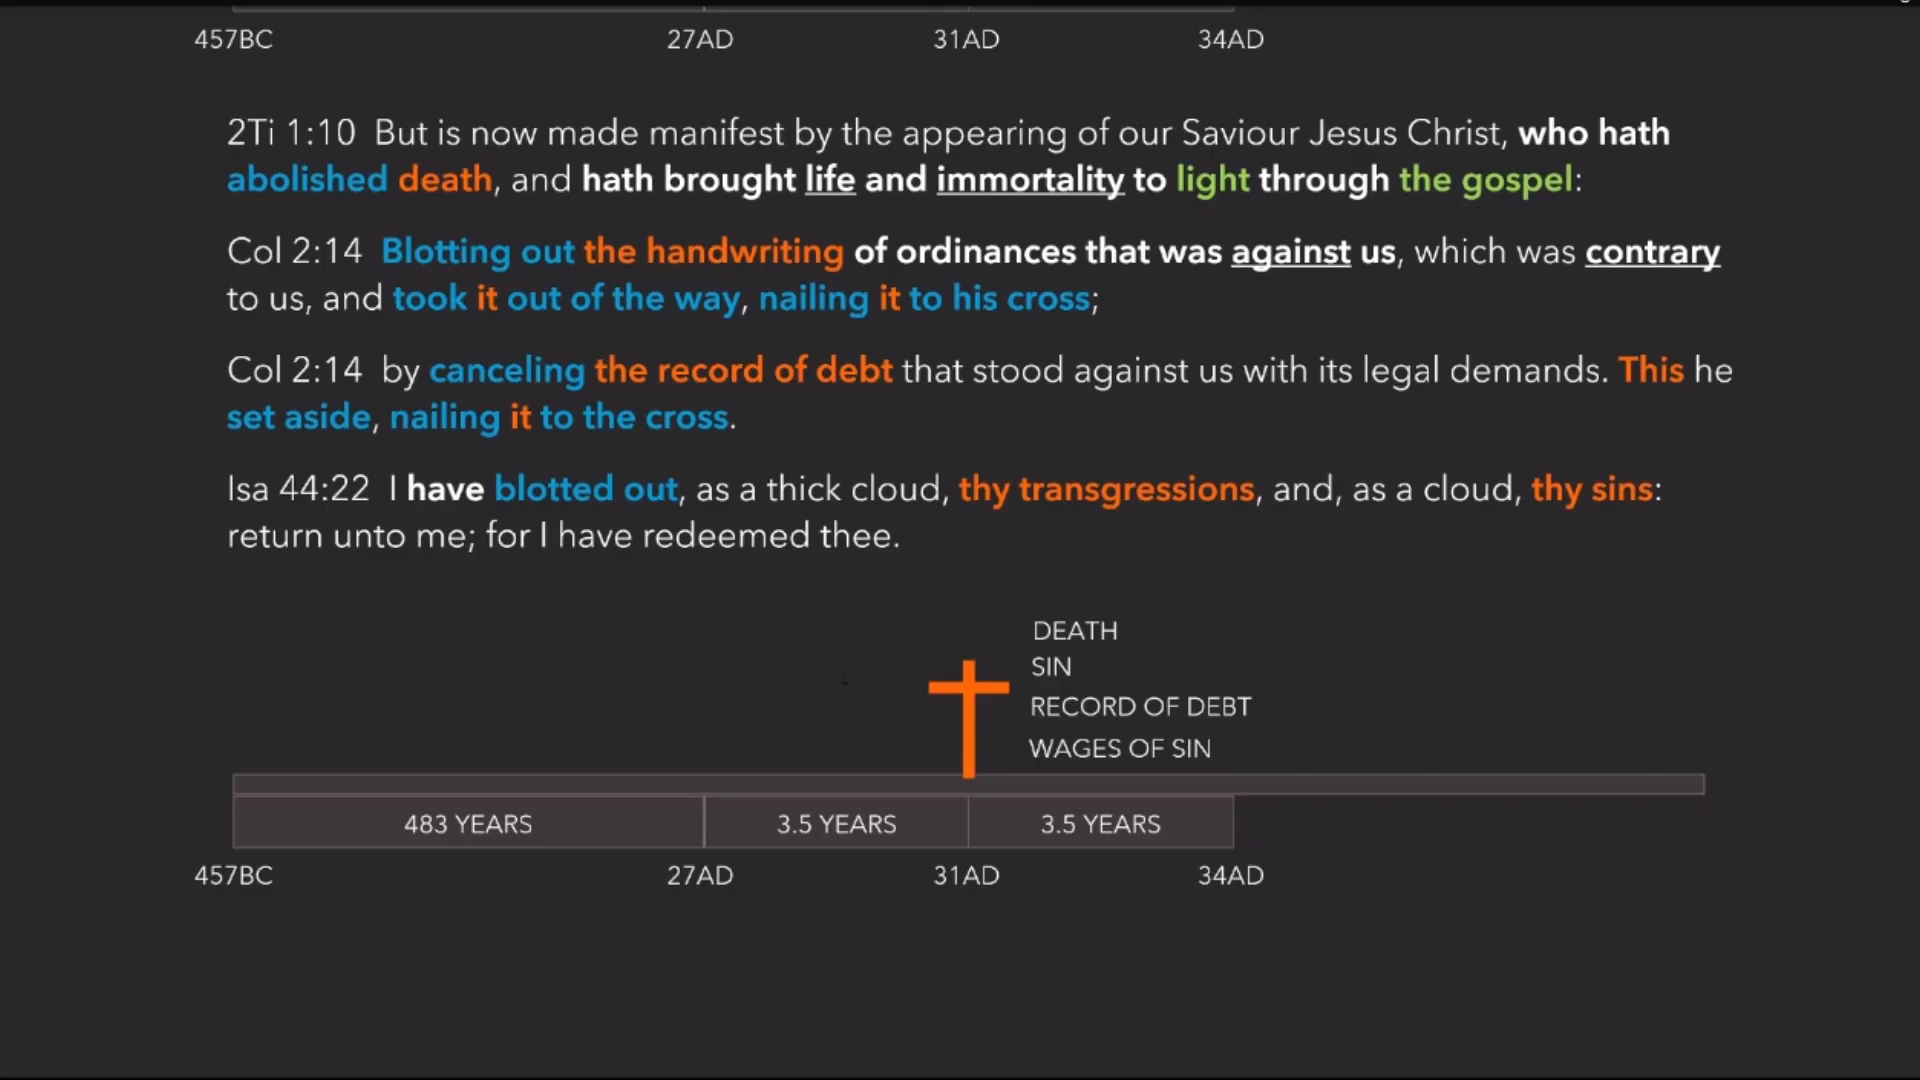 457BC 27AD 31AD 34AD
2Ti 1:10 But is now made manifest by the appearing of our Saviour Jesus Christ, who hath
abolished death, and hath brought life and immortality to light through the gospel:
Col 2:14 Blotting out the handwriting of ordinances that was against us, which was contrary
to us, and took it out of the way, nailing it to his cross;
Col 2:14 by canceling the record of debt that stood against us with its legal demands. This he
set aside, nailing it to the cross.
Isa 44:22 I have blotted out, as a thick cloud, thy transgressions, and, as a cloud, thy sins:
return unto me; for I have redeemed thee.
DEATH
SIN
RECORD OF DEBT
WAGES OF SIN
483 YEARS 3.5 YEARS 3.5 YEARS
457BC 27AD 31AD 34AD